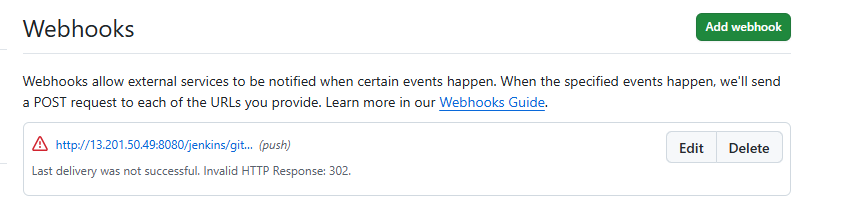 Webhooks
Add webhook
Webhooks allow external services to be notified when certain events happen. When the specified events happen, we'll send
a POST request to each of the URLs you provide. Learn more in our Webhooks Guide.
http://13.201.50.49:8080/jenkins/git... (push)
Edit
Delete
Last delivery was not successful. Invalid HTTP Response: 302.